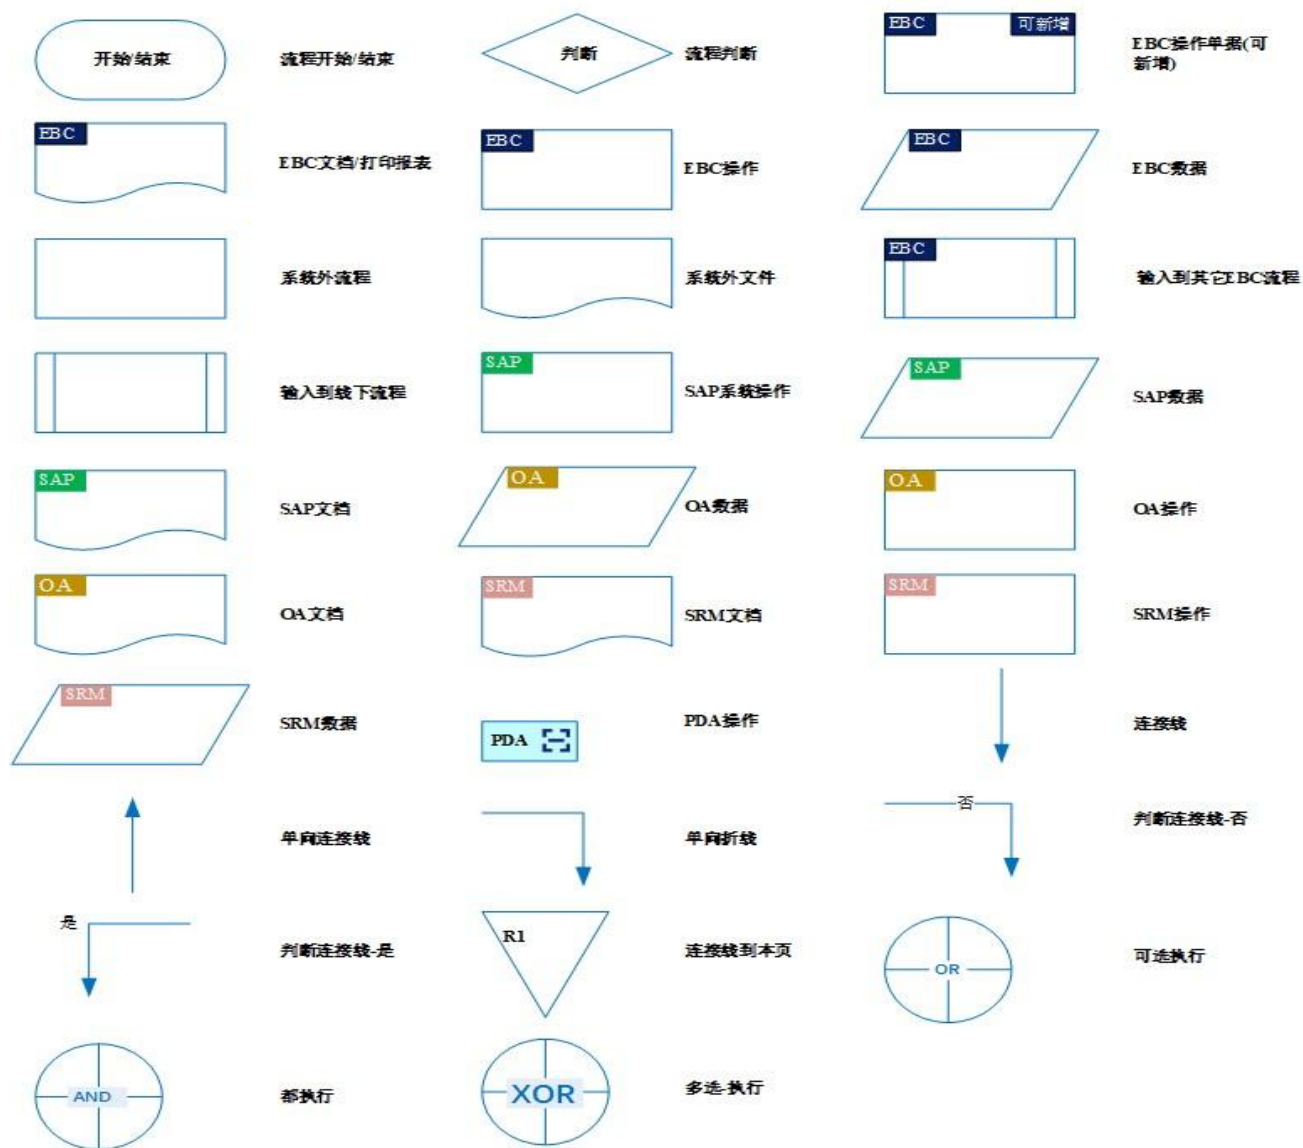 开始/结束
流程开始/结束
判断
流程判断
EBC
可新增
EBC操作单据(可
新增)
EBC
EBC文档/打印报表
EBC
EBC操作
EBC
EBC数据
系统外流程
系统外文件
EBC
输入到其它EBC流程
输入到线下流程
SAP
SAP系统操作
SAP
SAP数据
SAP
SAP文档
OA
OA数据
OA
OA操作
OA
OA文档
SRM
SRM文档
SRM
SRM操作
SRM
SRM数据
PDA
PDA操作
连接线
单向连接线
单向折线
否
判断连接线-否
是
判断连接线-是
R1
连接线到本页
OR
可选执行
AND
都执行
XOR
多选-执行